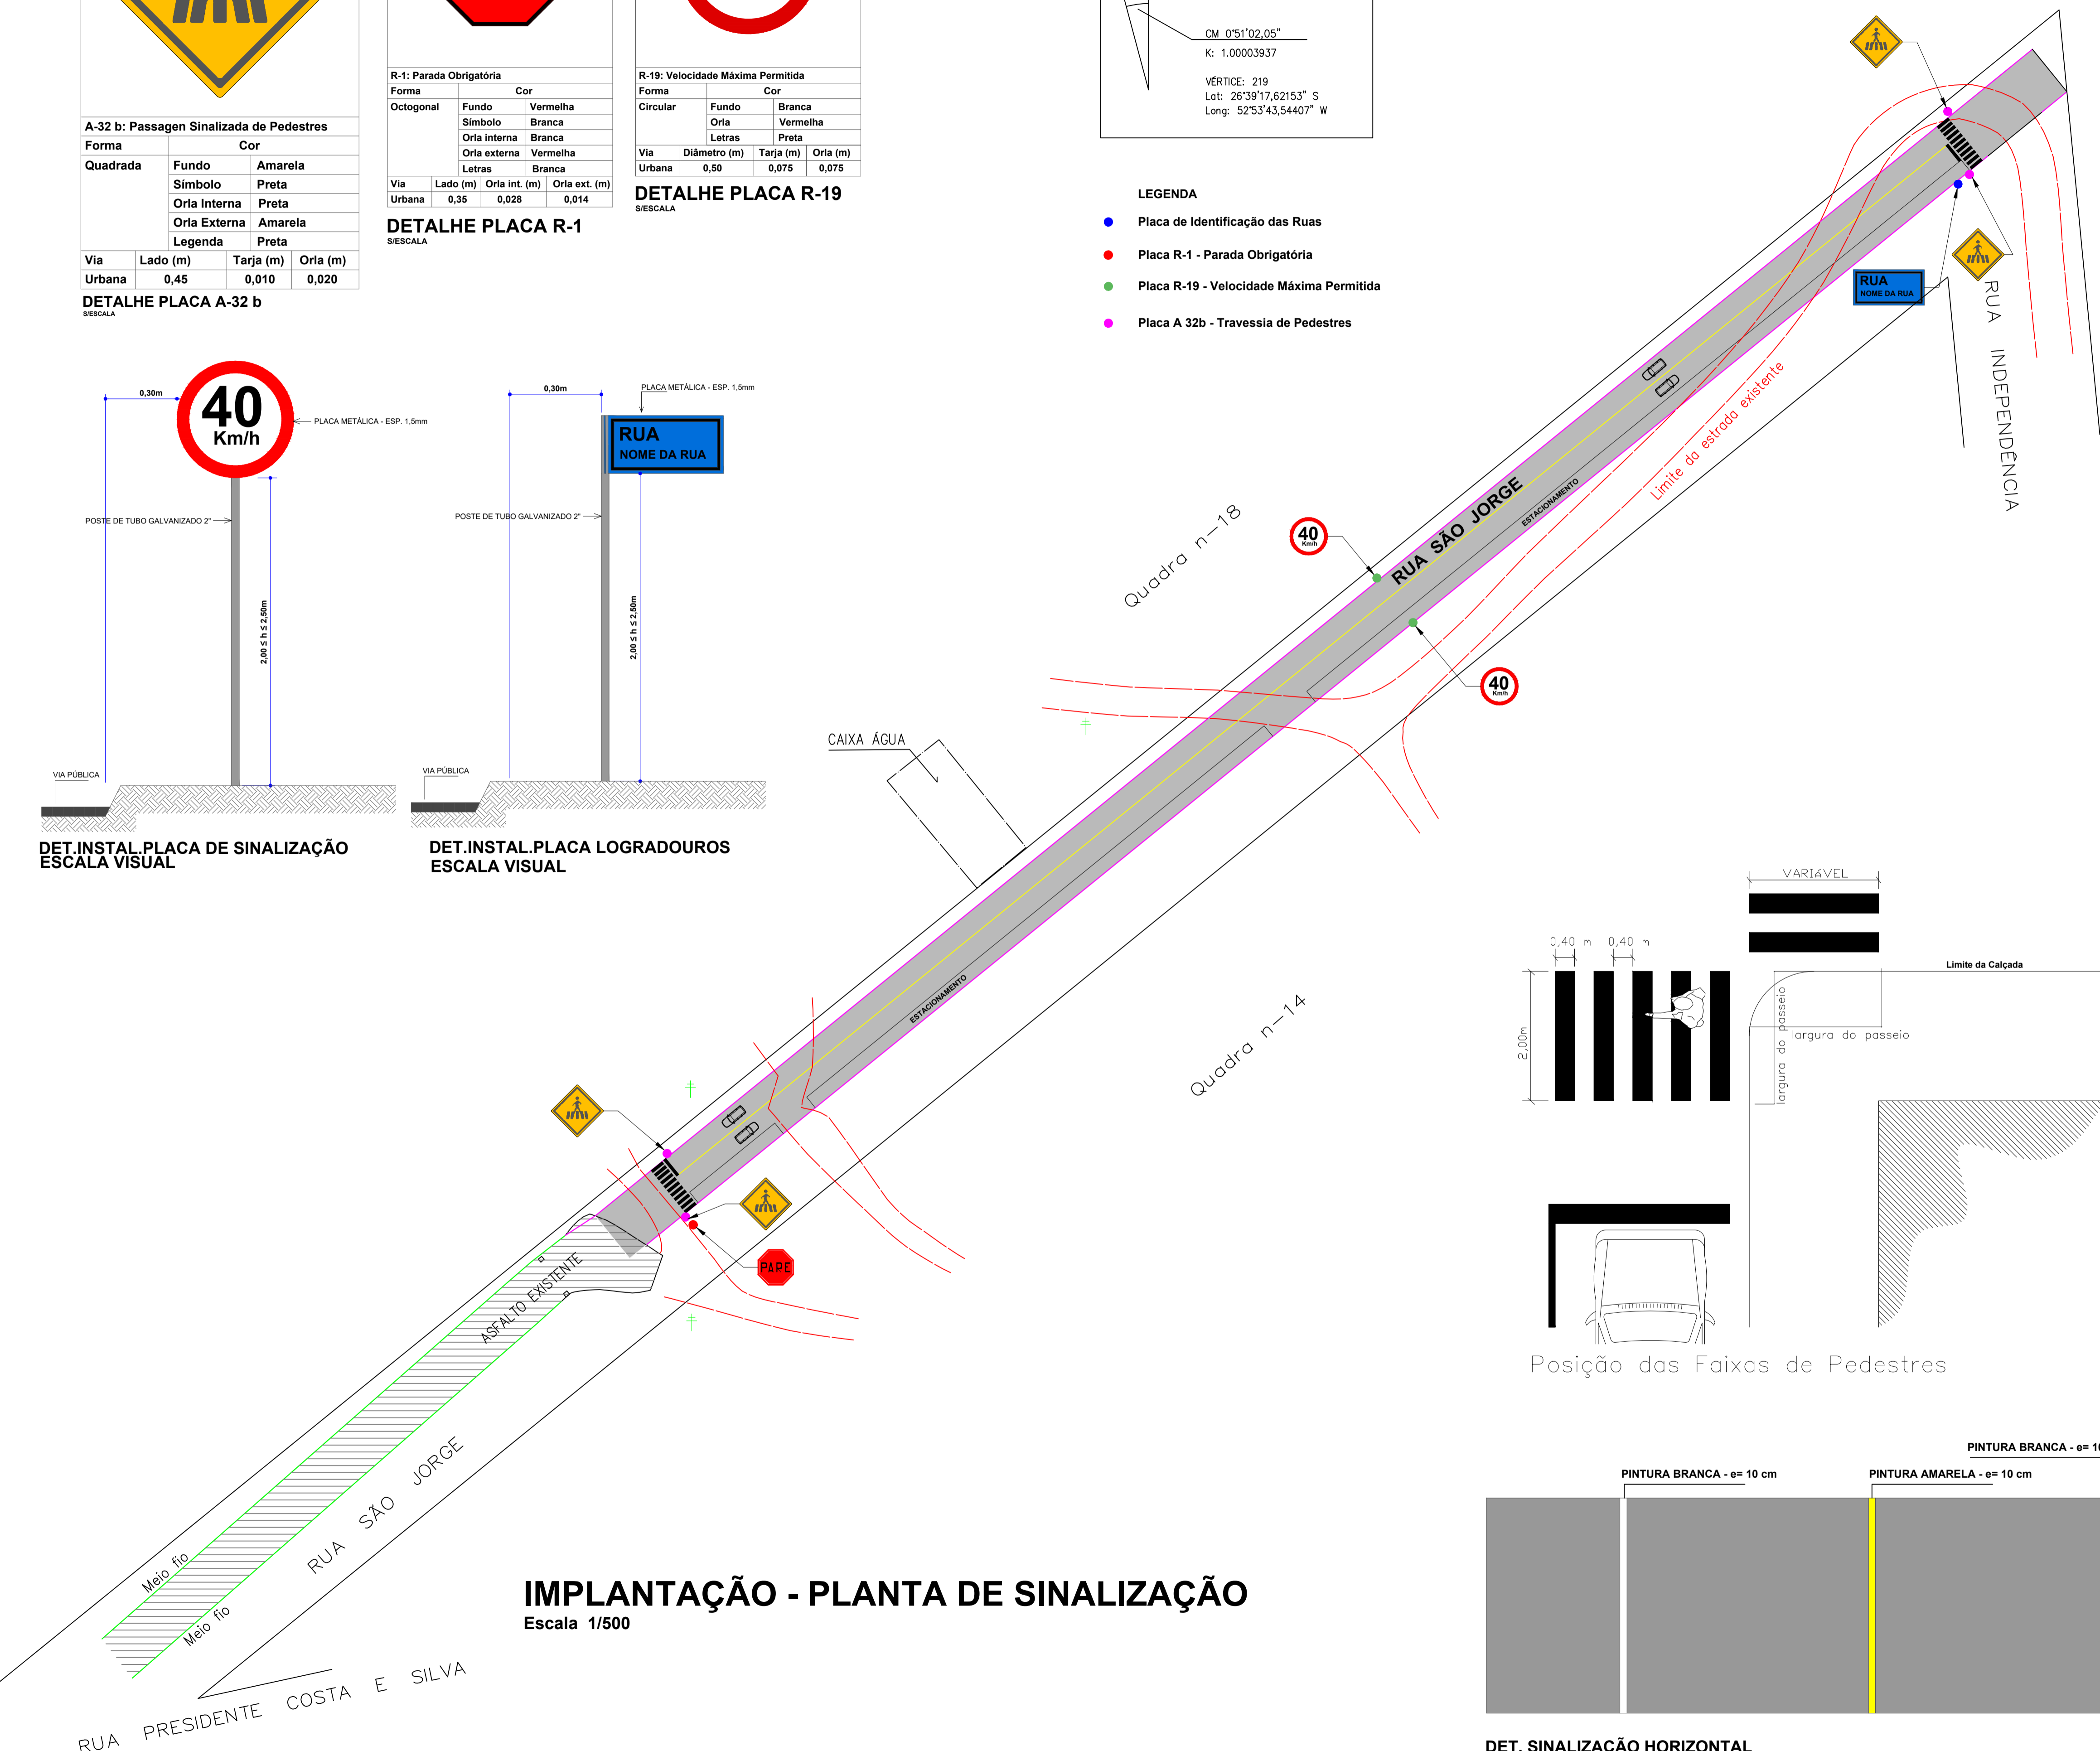 A-32 b: Passagen Sinalizada de Pedestres
Forma Cor
Quadrada Fundo Amarela
Símbolo Preta
Orla Interna Preta
Orla Externa Amarela
Legenda Preta
Via Lado (m) Tarja (m) Orla (m)
Urbana 0,45 0,010 0,020
DETALHE PLACA A-32 b
S/ESCALA
R-1: Parada Obrigatória
Forma Cor
Octogonal Fundo Vermelha
Símbolo Branca
Orla interna Branca
Orla externa Vermelha
Letras Branca
Via Lado (m) Orla int. (m) Orla ext. (m)
Urbana 0,35 0,028 0,014
DETALHE PLACA R-1
S/ESCALA
R-19: Velocidade Máxima Permitida
Forma Cor
Circular Fundo Branca
Orla Vermelha
Letras Preta
Via Diâmetro (m) Tarja (m) Orla (m)
Urbana 0,50 0,075 0,075
DETALHE PLACA R-19
S/ESCALA
CM 0°51'02,05"
K: 1.00003937
VÉRTICE: 219
Lat: 26°39'17,62153" S
Long: 52°53'43,54407" W
LEGENDA
Placa de Identificação das Ruas
Placa R-1 - Parada Obrigatória
Placa R-19 - Velocidade Máxima Permitida
Placa A 32b - Travessia de Pedestres
RUA
NOME DA RUA
RUA INDEPENDÊNCIA
0,30m
40
Km/h
PLACA METÁLICA - ESP. 1,5mm
POSTE DE TUBO GALVANIZADO 2"
2,00 ≤ h ≤ 2,50m
VIA PÚBLICA
DET.INSTAL.PLACA DE SINALIZAÇÃO
ESCALA VISUAL
0,30m
PLACA METÁLICA - ESP. 1,5mm
RUA
NOME DA RUA
POSTE DE TUBO GALVANIZADO 2"
2,00 ≤ h ≤ 2,50m
VIA PÚBLICA
DET.INSTAL.PLACA LOGRADOUROS
ESCALA VISUAL
Limite da estrada existente
RUA SÃO JORGE
ESTACIONAMENTO
Quadra n-18
40
Km/h
40
Km/h
CAIXA ÁGUA
ESTACIONAMENTO
Quadra n-14
PARE
ASFALTO EXISTENTE
RUA SÃO JORGE
Meio fio
Meio fio
RUA PRESIDENTE COSTA E SILVA
IMPLANTAÇÃO - PLANTA DE SINALIZAÇÃO
Escala 1/500
VARIÁVEL
0,40 m 0,40 m
2,00m
Limite da Calçada
largura do passeio
largura do passeio
Posição das Faixas de Pedestres
PINTURA BRANCA - e= 10
PINTURA BRANCA - e= 10 cm
PINTURA AMARELA - e= 10 cm
DET. SINALIZAÇÃO HORIZONTAL